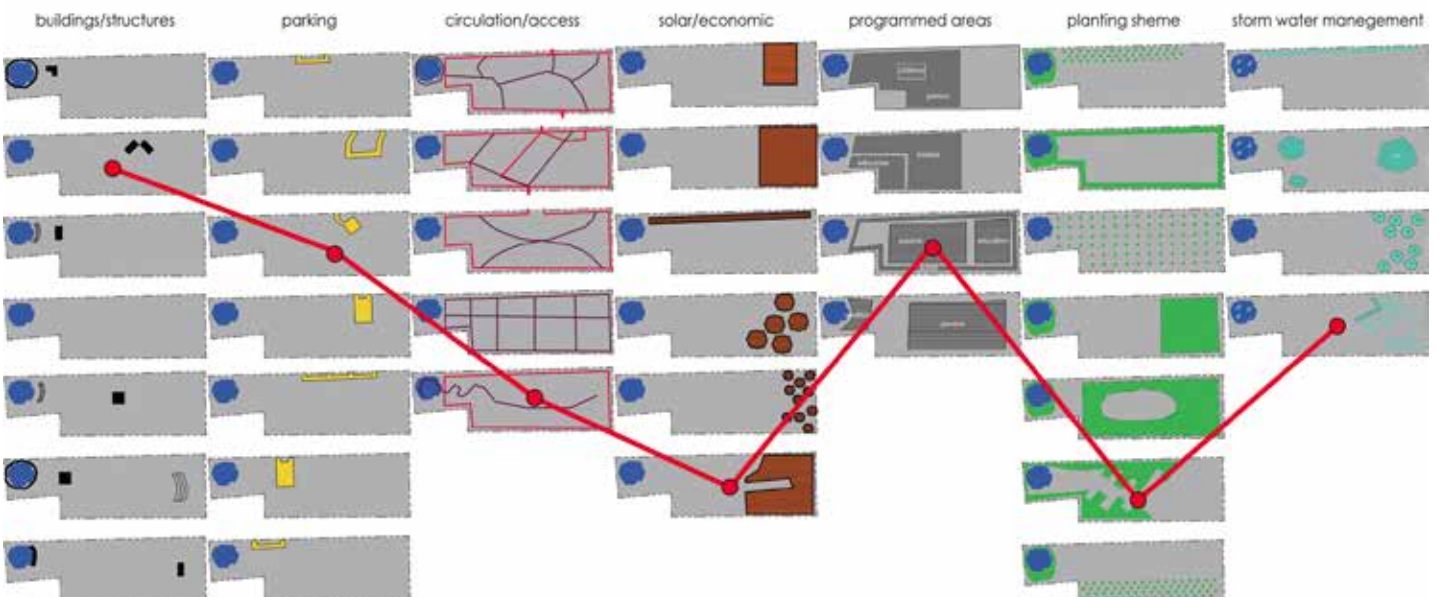 buildings/structures
parking
circulation/access
solar/economic
programmed areas
planting sheme
storm water manegement